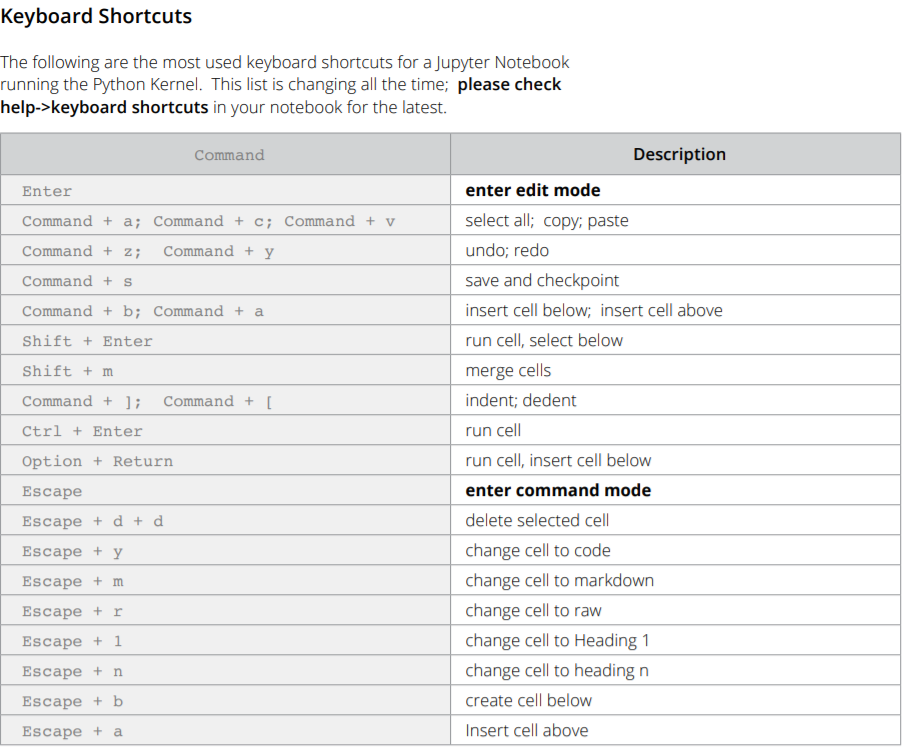 Keyboard Shortcuts
The following are the most used keyboard shortcuts for a Jupyter Notebook
running the Python Kernel. This list is changing all the time; please check
help->keyboard shortcuts in your notebook for the latest.
Command Description
Enter enter edit mode
Command + a; Command + c; Command + v select all; copy; paste
Command + z; Command + y undo; redo
Command + s save and checkpoint
Command + b; Command + a insert cell below; insert cell above
Shift + Enter run cell, select below
Shift + m merge cells
Command + ]; Command + [ indent; dedent
Ctrl + Enter run cell
Option + Return run cell, insert cell below
Escape enter command mode
Escape + d + d delete selected cell
Escape + y change cell to code
Escape + m change cell to markdown
Escape + r change cell to raw
Escape + 1 change cell to Heading 1
Escape + n change cell to heading n
Escape + b create cell below
Escape + a Insert cell above